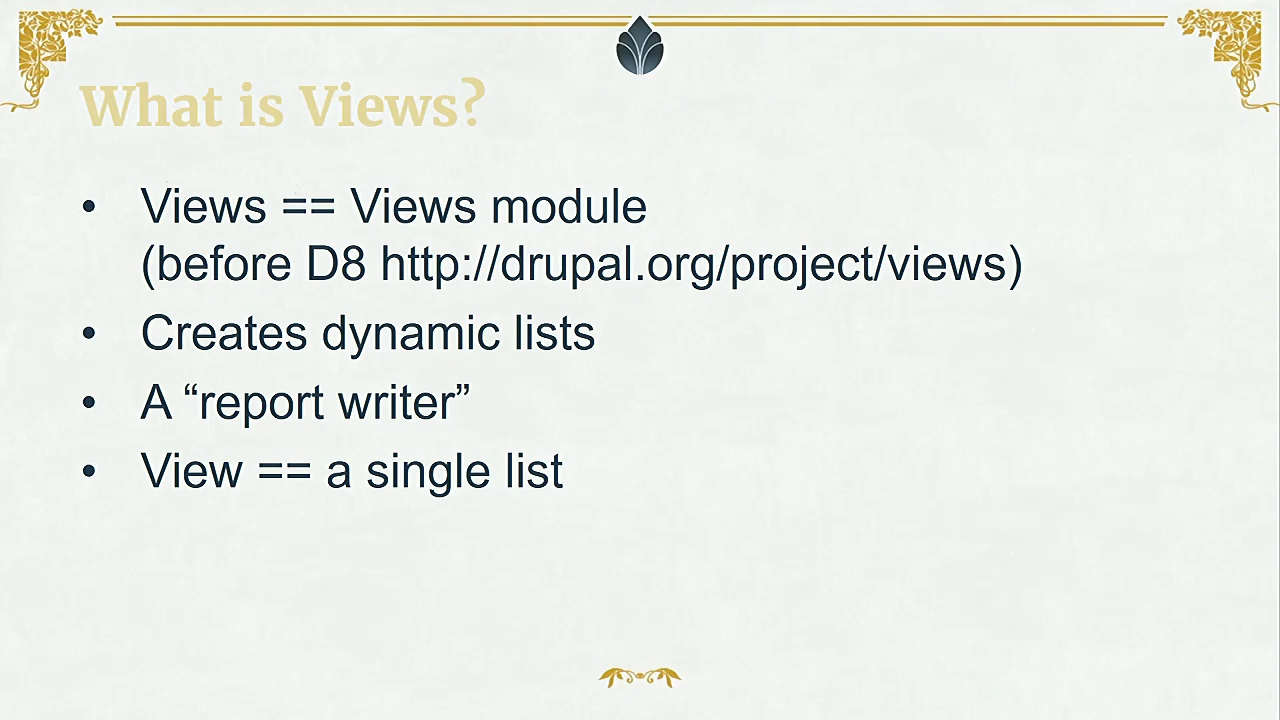 What is Views?
• Views == Views module
(before D8 http://drupal.org/project/views)
• Creates dynamic lists
• A “report writer”
• View == a single list